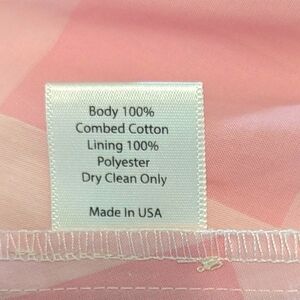 Body 100%
Combed Cotton
Lining 100%
Polyester
Dry Clean Only
Made In USA